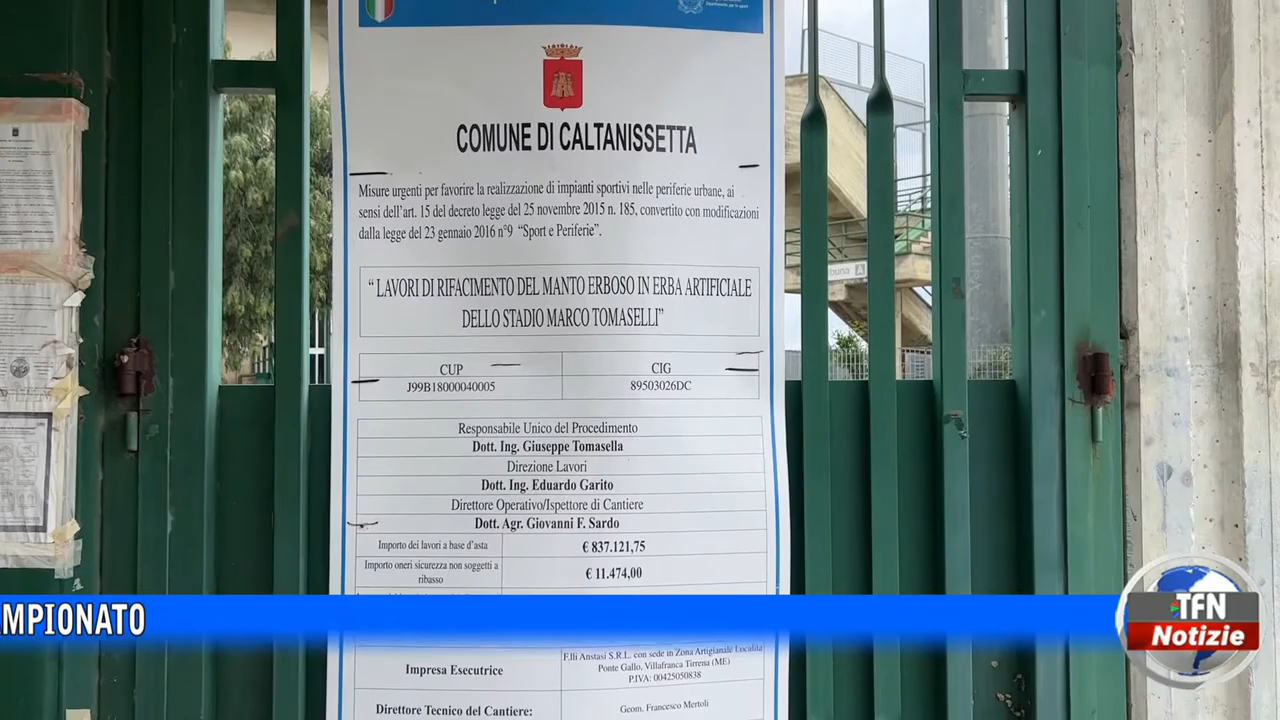 Dipartimento per lo sport
COMUNE DI CALTANISSETTA
Misure urgenti per favorire la realizzazione di impianti sportivi nelle periferie urbane, ai
sensi dell'art. 15 del decreto legge del 25 novembre 2015 n. 185, convertito con modificazioni
dalla legge del 23 gennaio 2016 n°9 "Sport e Periferie".
" LAVORI DI RIFACIMENTO DEL MANTO ERBOSO IN ERBA ARTIFICIALE
DELLO STADIO MARCO TOMASELLI"
CUP CIG
J99B18000040005 89503026DC
Responsabile Unico del Procedimento
Dott. Ing. Giuseppe Tomasella
Direzione Lavori
Dott. Ing. Eduardo Garito
Direttore Operativo/Ispettore di Cantiere
Dott. Agr. Giovanni F. Sardo
Importo dei lavori a base d'asta € 837.121,75
Importo oneri sicurezza non soggetti a
ribasso € 11.474,00
MPIONATO
TFN
Notizie
Impresa Esecutrice
F.lli Anstasi S.R.L. con sede in Zona Artigianale Località
Ponte Gallo, Villafranca Tirrena (ME)
P.IVA: 00425050838
Direttore Tecnico del Cantiere: Geom. Francesco Mertoli
buna A